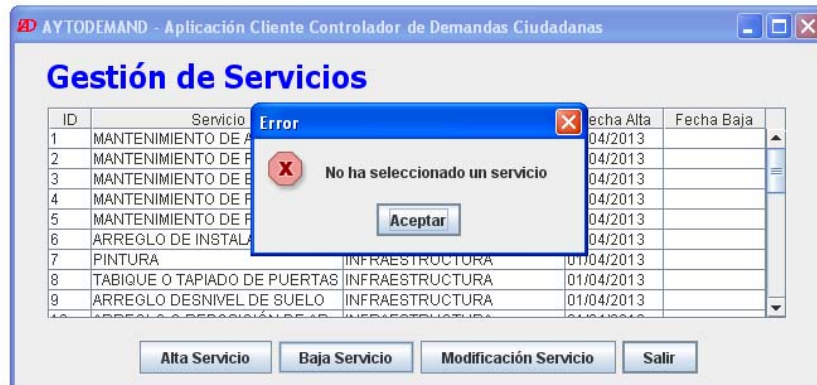 AYTODEMAND - Aplicación Cliente Controlador de Demandas Ciudadanas
Gestión de Servicios
ID Servicio Fecha Baja
Error
No ha seleccionado un servicio
Aceptar
1 MANTENIMIENTO DE 04/2013
2 MANTENIMIENTO DE 04/2013
3 MANTENIMIENTO DE 04/2013
4 MANTENIMIENTO DE 04/2013
5 MANTENIMIENTO DE 04/2013
6 ARREGLO DE 04/2013
7 PINTURA INFRAESTRUCTURA 01/04/2013
8 TABIQUE O TAPIADO DE PUERTAS INFRAESTRUCTURA 01/04/2013
9 ARREGLO DESNIVEL DE SUELO INFRAESTRUCTURA 01/04/2013
Alta Servicio Baja Servicio Modificación Servicio Salir